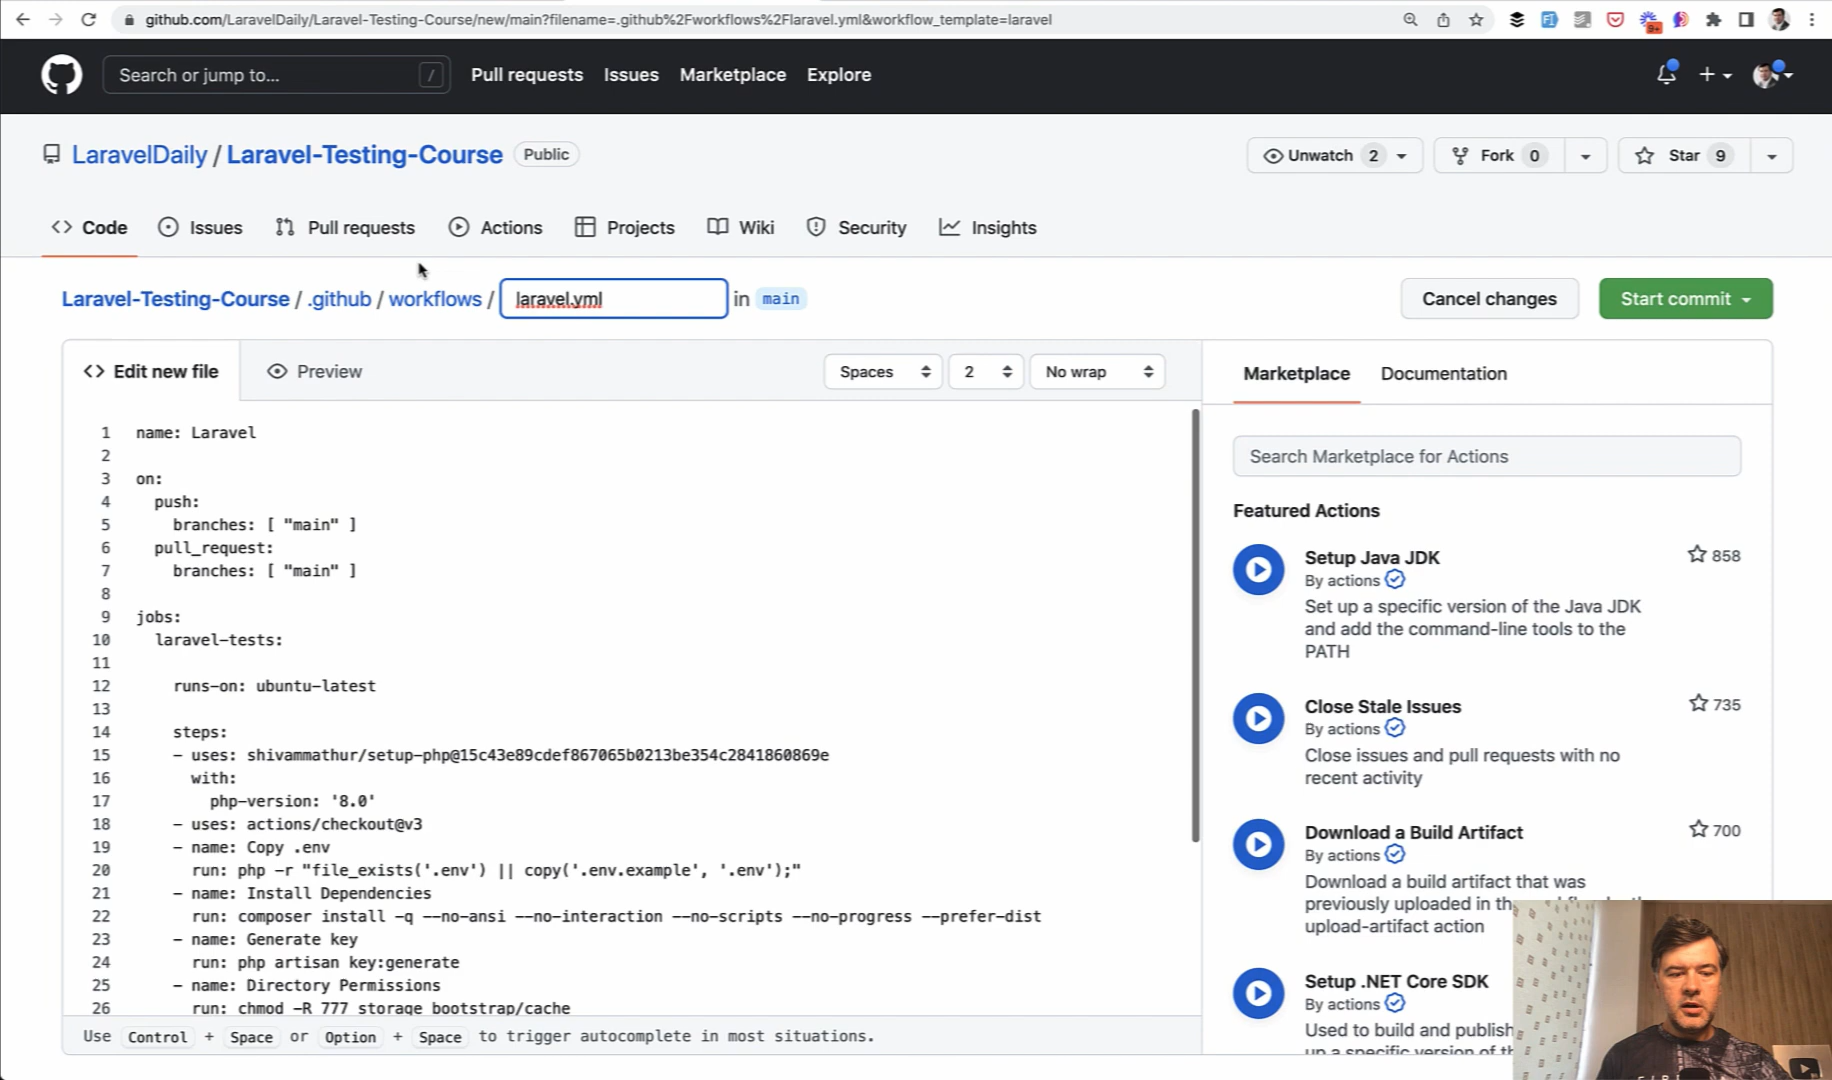 github.com/LaravelDaily/Laravel-Testing-Course/new/main?filename=.github%2Fworkflows%2Flaravel.yml&workflow_template=laravel
9+
Search or jump to...
/
Pull requests
Issues
Marketplace
Explore
LaravelDaily / Laravel-Testing-Course
Public
Unwatch 2
Fork 0
Star 9
Code
Issues
Pull requests
Actions
Projects
Wiki
Security
Insights
Laravel-Testing-Course / .github / workflows / laravel.yml in main
Cancel changes
Start commit
Edit new file
Preview
Spaces
2
No wrap
1 name: Laravel
2
3 on:
4 push:
5 branches: [ "main" ]
6 pull_request:
7 branches: [ "main" ]
8
9 jobs:
10 laravel-tests:
11
12 runs-on: ubuntu-latest
13
14 steps:
15 - uses: shivammathur/setup-php@15c43e89cdef867065b0213be354c2841860869e
16 with:
17 php-version: '8.0'
18 - uses: actions/checkout@v3
19 - name: Copy .env
20 run: php -r "file_exists('.env') || copy('.env.example', '.env');"
21 - name: Install Dependencies
22 run: composer install -q --no-ansi --no-interaction --no-scripts --no-progress --prefer-dist
23 - name: Generate key
24 run: php artisan key:generate
25 - name: Directory Permissions
26 run: chmod -R 777 storage bootstrap/cache
Use Control + Space or Option + Space to trigger autocomplete in most situations.
Marketplace
Documentation
Search Marketplace for Actions
Featured Actions
Setup Java JDK
858
By actions
Set up a specific version of the Java JDK
and add the command-line tools to the
PATH
Close Stale Issues
735
By actions
Close issues and pull requests with no
recent activity
Download a Build Artifact
700
By actions
Download a build artifact that was
previously uploaded in the
upload-artifact action
Setup .NET Core SDK
By actions
Used to build and publish
up a specific version of